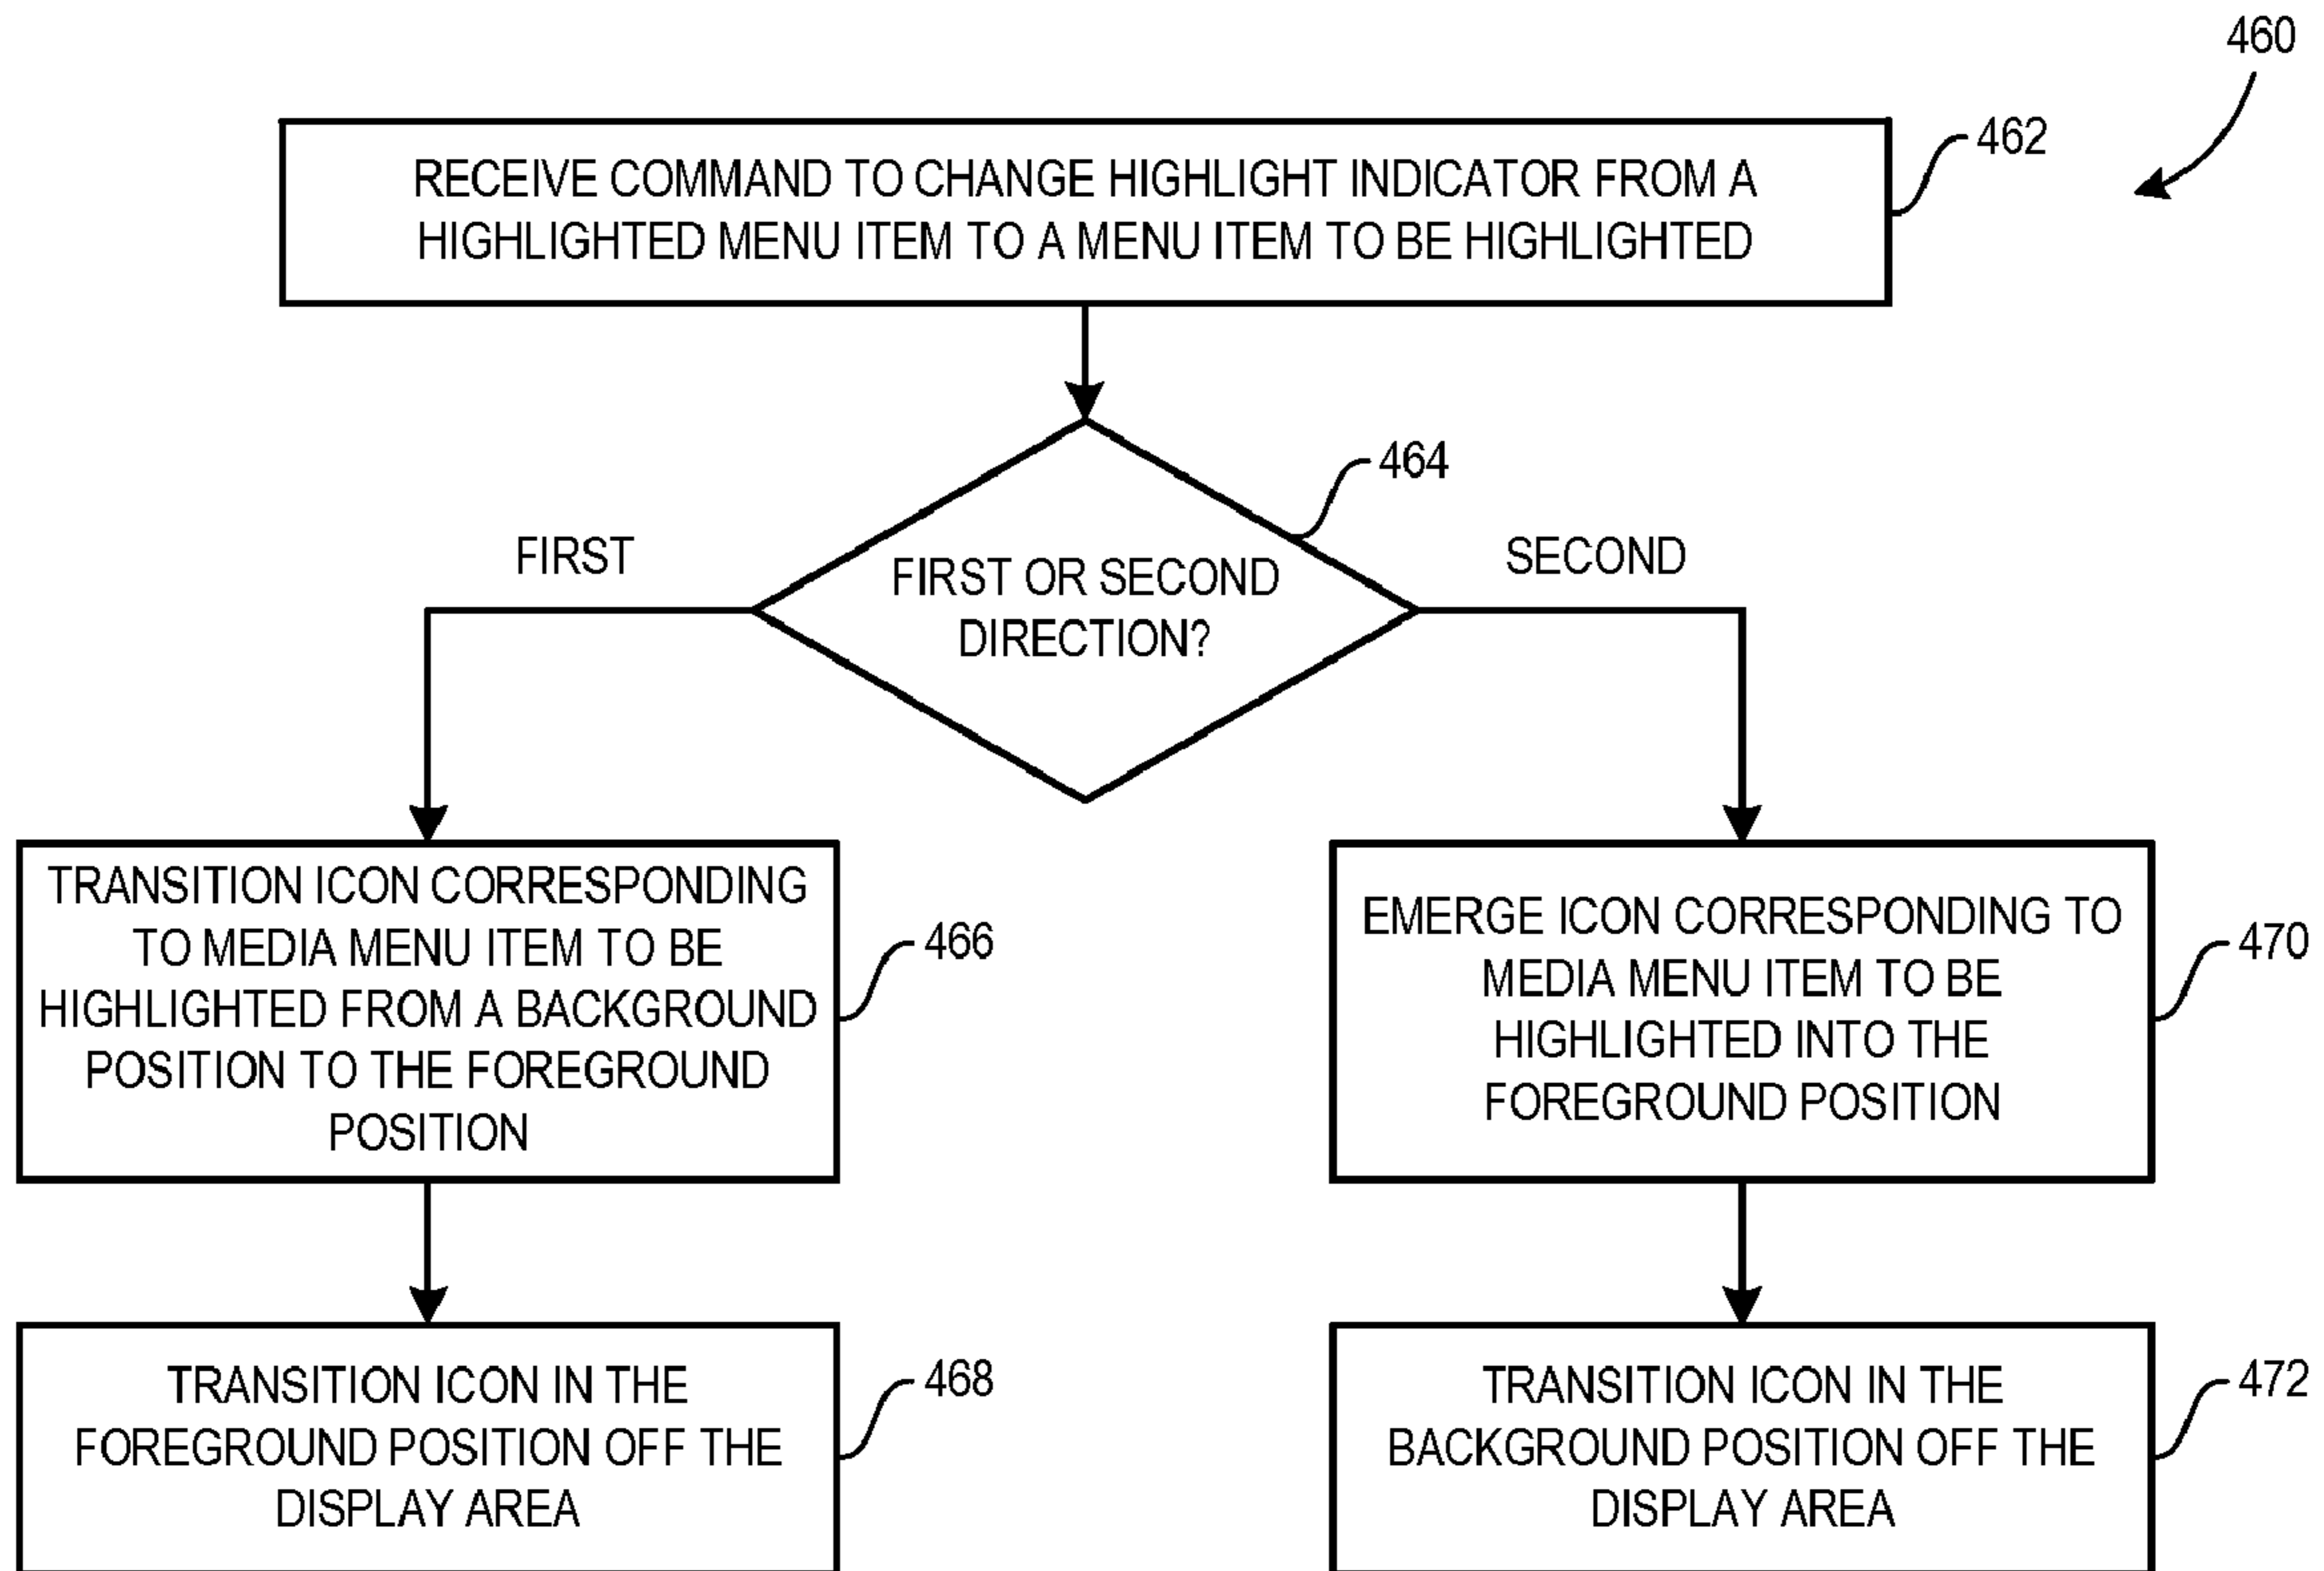 460
RECEIVE COMMAND TO CHANGE HIGHLIGHT INDICATOR FROM A
HIGHLIGHTED MENU ITEM TO A MENU ITEM TO BE HIGHLIGHTED
462
464
FIRST
FIRST OR SECOND
DIRECTION?
SECOND
TRANSITION ICON CORRESPONDING
TO MEDIA MENU ITEM TO BE
HIGHLIGHTED FROM A BACKGROUND
POSITION TO THE FOREGROUND
POSITION
466
EMERGE ICON CORRESPONDING TO
MEDIA MENU ITEM TO BE
HIGHLIGHTED INTO THE
FOREGROUND POSITION
470
TRANSITION ICON IN THE
FOREGROUND POSITION OFF THE
DISPLAY AREA
468
TRANSITION ICON IN THE
BACKGROUND POSITION OFF THE
DISPLAY AREA
472